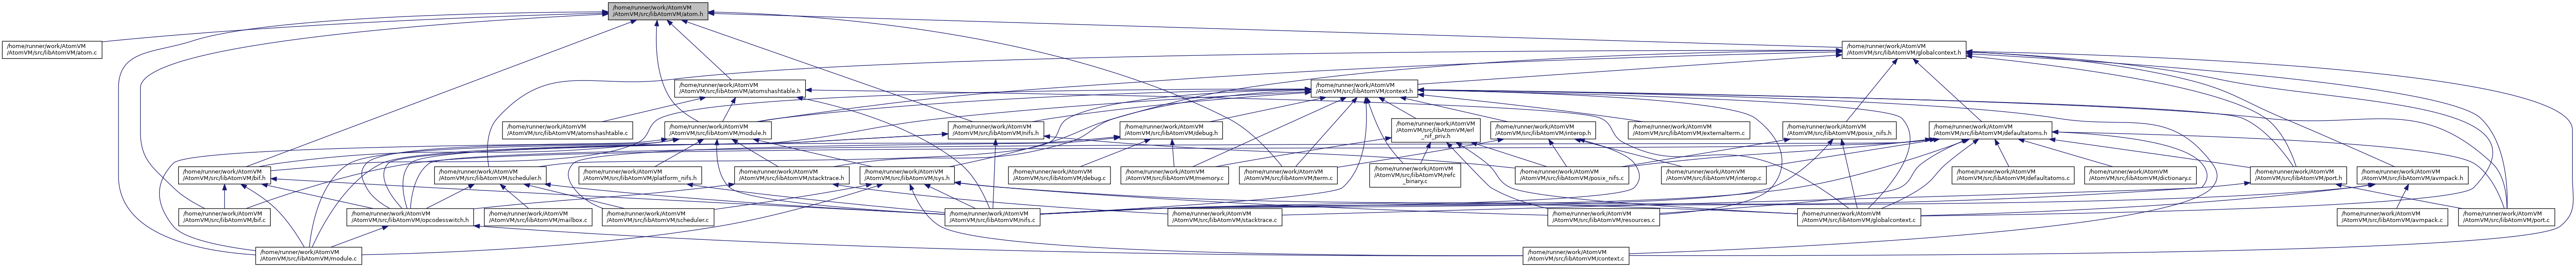 /home/runner/work/AtomVM
/AtomVM/src/libAtomVM/atom.h
/home/runner/work/AtomVM
/AtomVM/src/libAtomVM/atom.c
/home/runner/work/AtomVM
/AtomVM/src/libAtomVM/globalcontext.h
/home/runner/work/AtomVM
/AtomVM/src/libAtomVM/atomshashtable.h
/home/runner/work/AtomVM
/AtomVM/src/libAtomVM/context.h
/home/runner/work/AtomVM
/AtomVM/src/libAtomVM/atomshashtable.c
/home/runner/work/AtomVM
/AtomVM/src/libAtomVM/module.h
/home/runner/work/AtomVM
/AtomVM/src/libAtomVM/nifs.h
/home/runner/work/AtomVM
/AtomVM/src/libAtomVM/debug.h
/home/runner/work/AtomVM
/AtomVM/src/libAtomVM/erl
_nif_priv.h
/home/runner/work/AtomVM
/AtomVM/src/libAtomVM/interop.h
/home/runner/work/AtomVM
/AtomVM/src/libAtomVM/externalterm.c
/home/runner/work/AtomVM
/AtomVM/src/libAtomVM/posix_nifs.h
/home/runner/work/AtomVM
/AtomVM/src/libAtomVM/defaultatoms.h
/home/runner/work/AtomVM
/AtomVM/src/libAtomVM/bif.h
/home/runner/work/AtomVM
/AtomVM/src/libAtomVM/scheduler.h
/home/runner/work/AtomVM
/AtomVM/src/libAtomVM/platform_nifs.h
/home/runner/work/AtomVM
/AtomVM/src/libAtomVM/stacktrace.h
/home/runner/work/AtomVM
/AtomVM/src/libAtomVM/sys.h
/home/runner/work/AtomVM
/AtomVM/src/libAtomVM/debug.c
/home/runner/work/AtomVM
/AtomVM/src/libAtomVM/memory.c
/home/runner/work/AtomVM
/AtomVM/src/libAtomVM/term.c
/home/runner/work/AtomVM
/AtomVM/src/libAtomVM/refc
_binary.c
/home/runner/work/AtomVM
/AtomVM/src/libAtomVM/posix_nifs.c
/home/runner/work/AtomVM
/AtomVM/src/libAtomVM/interop.c
/home/runner/work/AtomVM
/AtomVM/src/libAtomVM/defaultatoms.c
/home/runner/work/AtomVM
/AtomVM/src/libAtomVM/dictionary.c
/home/runner/work/AtomVM
/AtomVM/src/libAtomVM/port.h
/home/runner/work/AtomVM
/AtomVM/src/libAtomVM/avmpack.h
/home/runner/work/AtomVM
/AtomVM/src/libAtomVM/bif.c
/home/runner/work/AtomVM
/AtomVM/src/libAtomVM/opcodesswitch.h
/home/runner/work/AtomVM
/AtomVM/src/libAtomVM/mailbox.c
/home/runner/work/AtomVM
/AtomVM/src/libAtomVM/scheduler.c
/home/runner/work/AtomVM
/AtomVM/src/libAtomVM/nifs.c
/home/runner/work/AtomVM
/AtomVM/src/libAtomVM/stacktrace.c
/home/runner/work/AtomVM
/AtomVM/src/libAtomVM/resources.c
/home/runner/work/AtomVM
/AtomVM/src/libAtomVM/globalcontext.c
/home/runner/work/AtomVM
/AtomVM/src/libAtomVM/avmpack.c
/home/runner/work/AtomVM
/AtomVM/src/libAtomVM/port.c
/home/runner/work/AtomVM
/AtomVM/src/libAtomVM/module.c
/home/runner/work/AtomVM
/AtomVM/src/libAtomVM/context.c